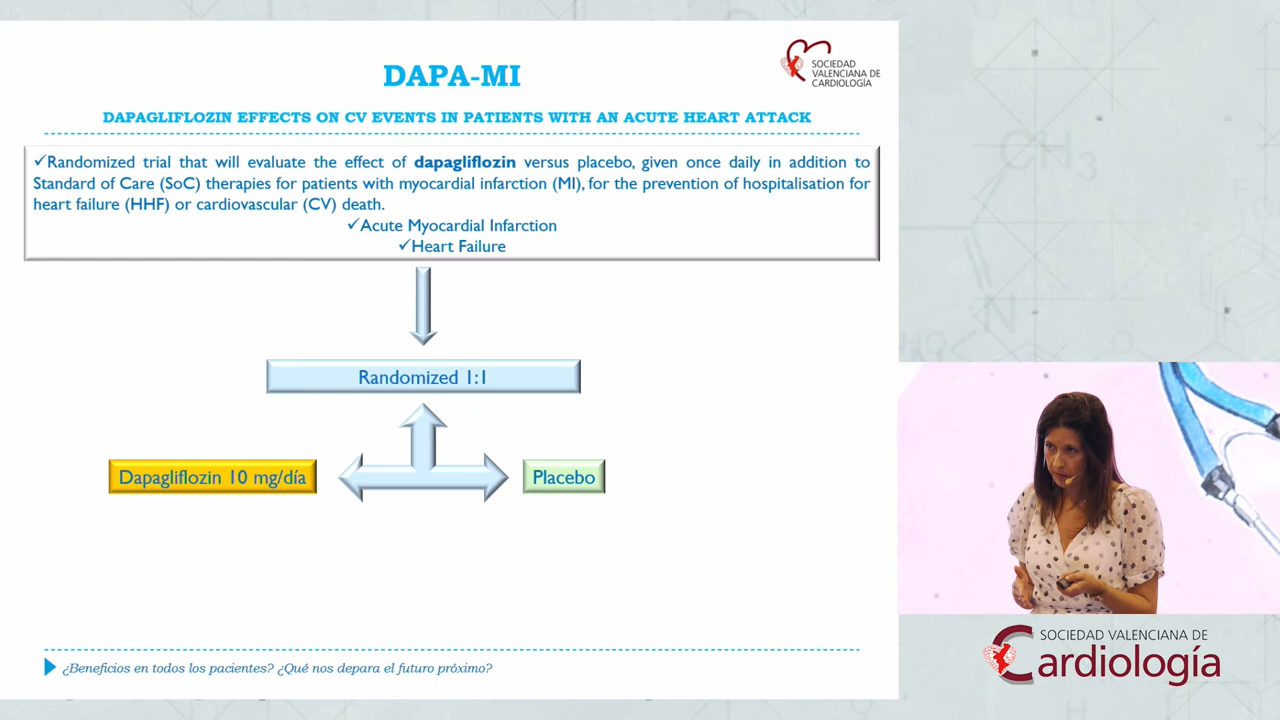 DAPA-MI
SOCIEDAD
VALENCIANA DE
CARDIOLOGÍA
DAPAGLIFLOZIN EFFECTS ON CV EVENTS IN PATIENTS WITH AN ACUTE HEART ATTACK
✓Randomized trial that will evaluate the effect of dapagliflozin versus placebo, given once daily in addition to
Standard of Care (SoC) therapies for patients with myocardial infarction (MI), for the prevention of hospitalisation for
heart failure (HHF) or cardiovascular (CV) death.
✓Acute Myocardial Infarction
✓Heart Failure
Randomized 1:1
Dapagliflozin 10 mg/día
Placebo
¿Beneficios en todos los pacientes? ¿Qué nos depara el futuro próximo?
CH3
N
HO
SOCIEDAD VALENCIANA DE
Cardiología